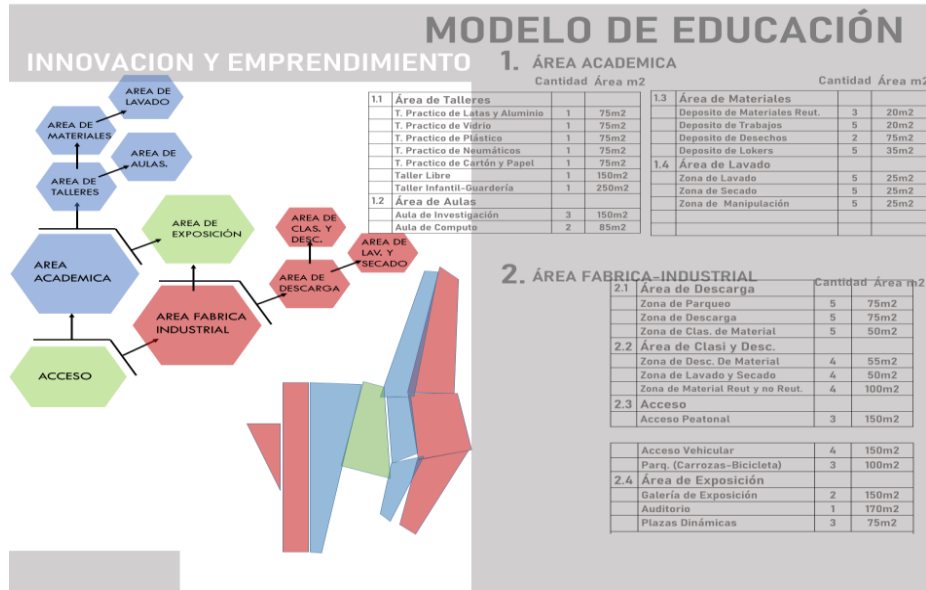 MODELO DE EDUCACIÓN
INNOVACION Y EMPRENDIMIENTO
AREA DE
LAVADO
AREA DE
MATERIALES
AREA DE
AULAS.
AREA DE
TALLERES
AREA DE
EXPOSICIÓN
AREA DE
CLAS. Y
DESC.
AREA DE
LAV. Y
SECADO
AREA DE
DESCARGA
AREA
ACADEMICA
AREA FABRICA
INDUSTRIAL
ACCESO
1. ÁREA ACADEMICA
Cantidad Área m2
1.1 Área de Talleres
T. Practico de Latas y Aluminio 1 75m2
T. Practico de Vidrio 1 75m2
T. Practico de Plástico 1 75m2
T. Practico de Neumáticos 1 75m2
T. Practico de Cartón y Papel 1 75m2
Taller Libre 1 150m2
Taller Infantil-Guardería 1 250m2
1.2 Área de Aulas
Aula de Investigación 3 150m2
Aula de Computo 2 85m2
Cantidad Área m2
1.3 Área de Materiales
Deposito de Materiales Reut. 3 20m2
Deposito de Trabajos 5 20m2
Deposito de Desechos 2 75m2
Deposito de Lokers 5 35m2
1.4 Área de Lavado
Zona de Lavado 5 25m2
Zona de Secado 5 25m2
Zona de Manipulación 5 25m2
2. ÁREA FABRICA-INDUSTRIAL
Cantidad Área m2
2.1 Área de Descarga
Zona de Parqueo 5 75m2
Zona de Descarga 5 75m2
Zona de Clas. de Material 5 50m2
2.2 Área de Clasi y Desc.
Zona de Desc. De Material 4 55m2
Zona de Lavado y Secado 4 50m2
Zona de Material Reut y no Reut. 4 100m2
2.3 Acceso
Acceso Peatonal 3 150m2
Acceso Vehicular 4 150m2
Parq. (Carrozas-Bicicleta) 3 100m2
2.4 Área de Exposición
Galería de Exposición 2 150m2
Auditorio 1 170m2
Plazas Dinámicas 3 75m2